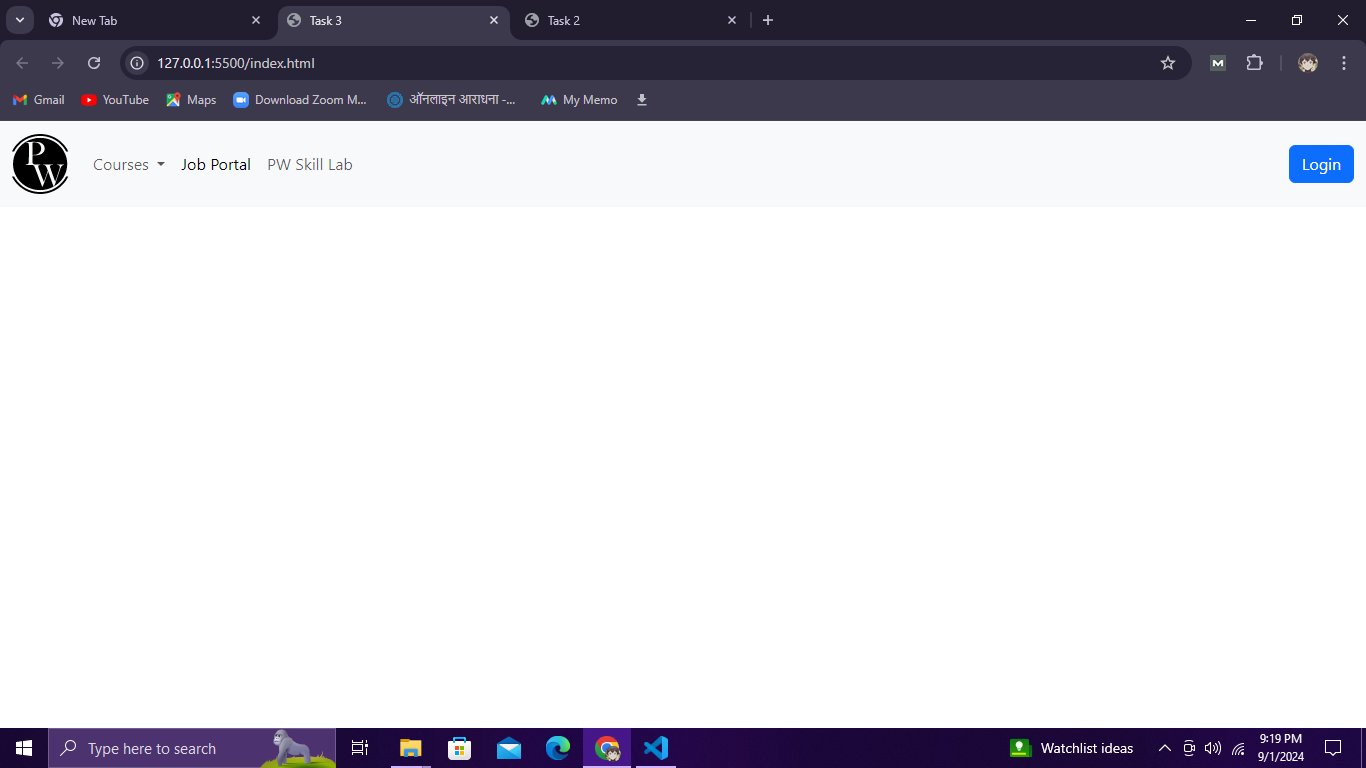 New Tab
Task 3
Task 2
127.0.0.1:5500/index.html
M
Gmail
YouTube
Maps
Download Zoom M...
ऑनलाइन आराधना -...
My Memo
PW
Courses
Job Portal
PW Skill Lab
Login
Type here to search
Watchlist ideas
9:19 PM
9/1/2024